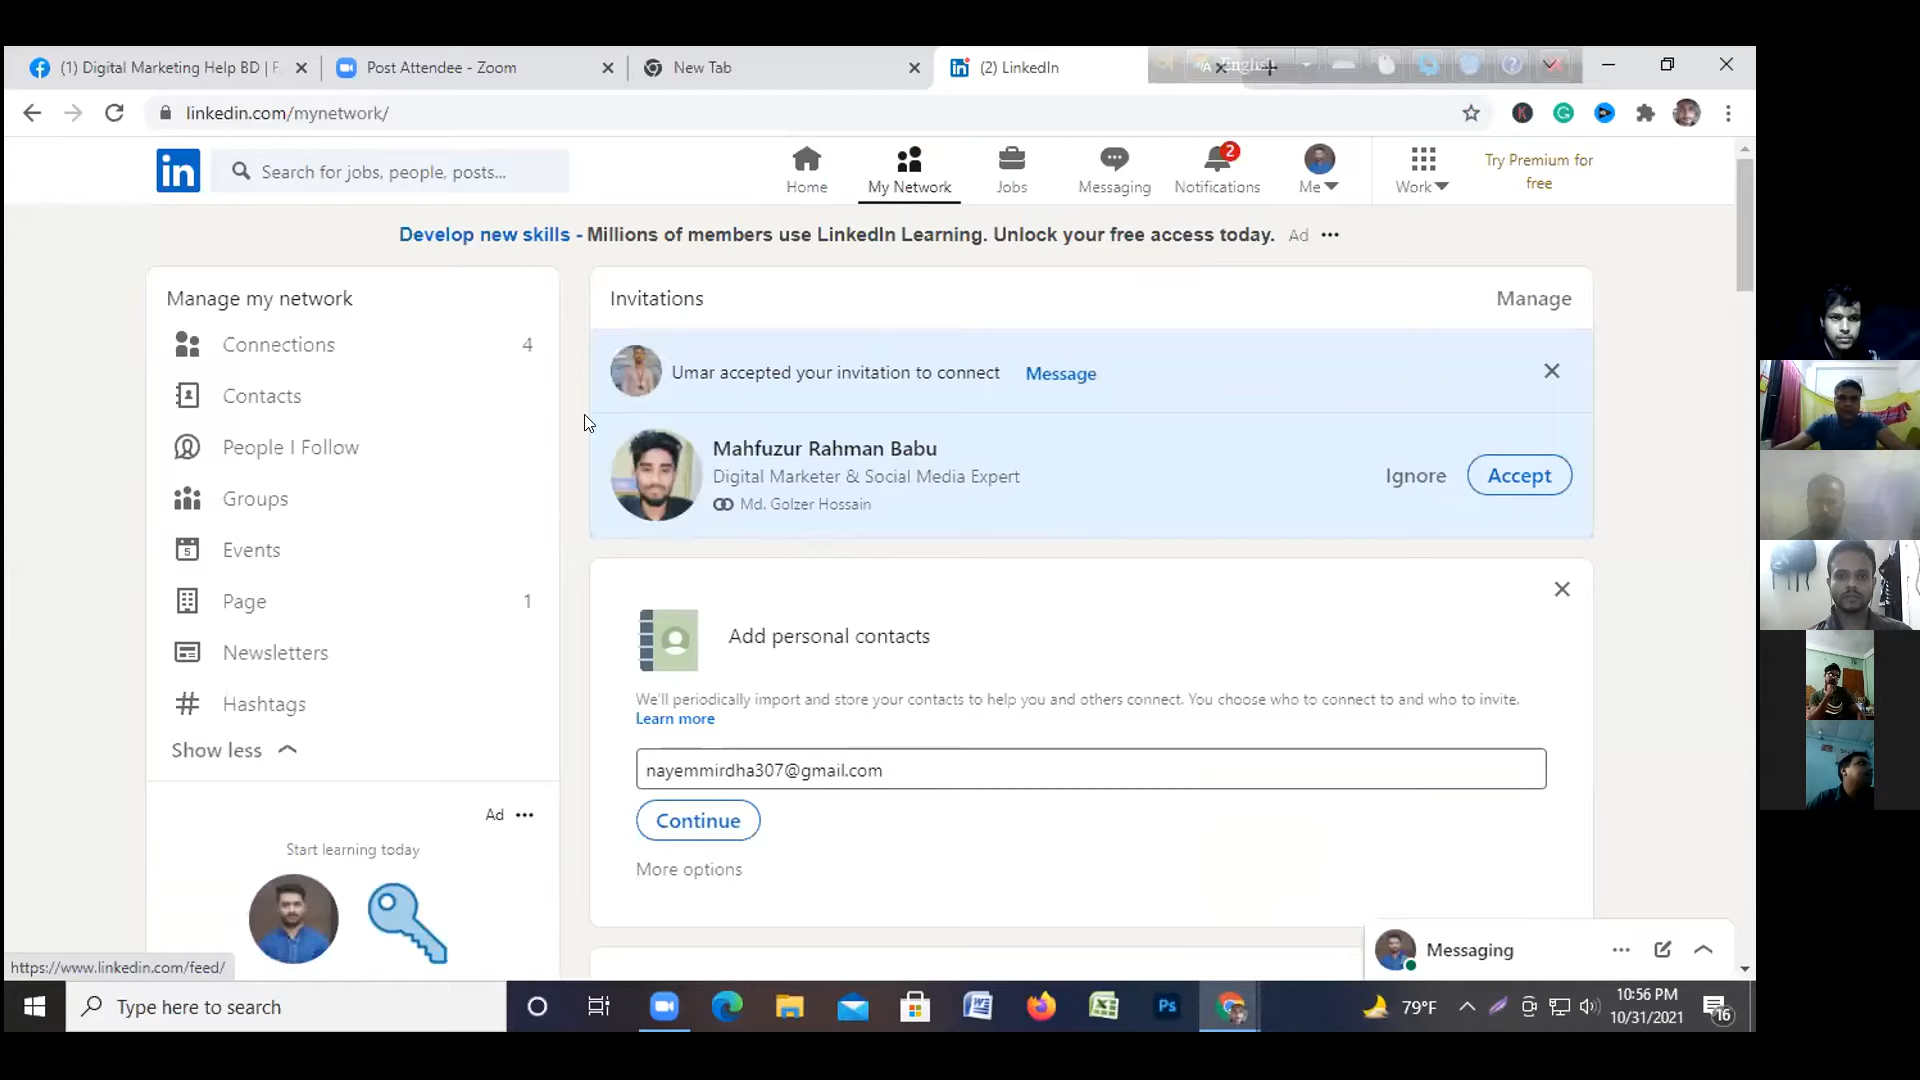 (1) Digital Marketing Help BD | F
Post Attendee - Zoom
New Tab
(2) LinkedIn
English
linkedin.com/mynetwork/
in
Search for jobs, people, posts...
Home
My Network
Jobs
Messaging
2
Notifications
Me
Work
Try Premium for
free
Develop new skills - Millions of members use LinkedIn Learning. Unlock your free access today. Ad
Manage my network
Connections 4
Contacts
People I Follow
Groups
Events
Page 1
Newsletters
Hashtags
Show less
Ad
Start learning today
Invitations
Manage
Umar accepted your invitation to connect Message
Mahfuzur Rahman Babu
Digital Marketer & Social Media Expert
Md. Golzer Hossain
Ignore
Accept
Add personal contacts
We'll periodically import and store your contacts to help you and others connect. You choose who to connect to and who to invite.
Learn more
nayemmirdha307@gmail.com
Continue
More options
Messaging
https://www.linkedin.com/feed/
Type here to search
Ps
79°F
10:56 PM
10/31/2021
16